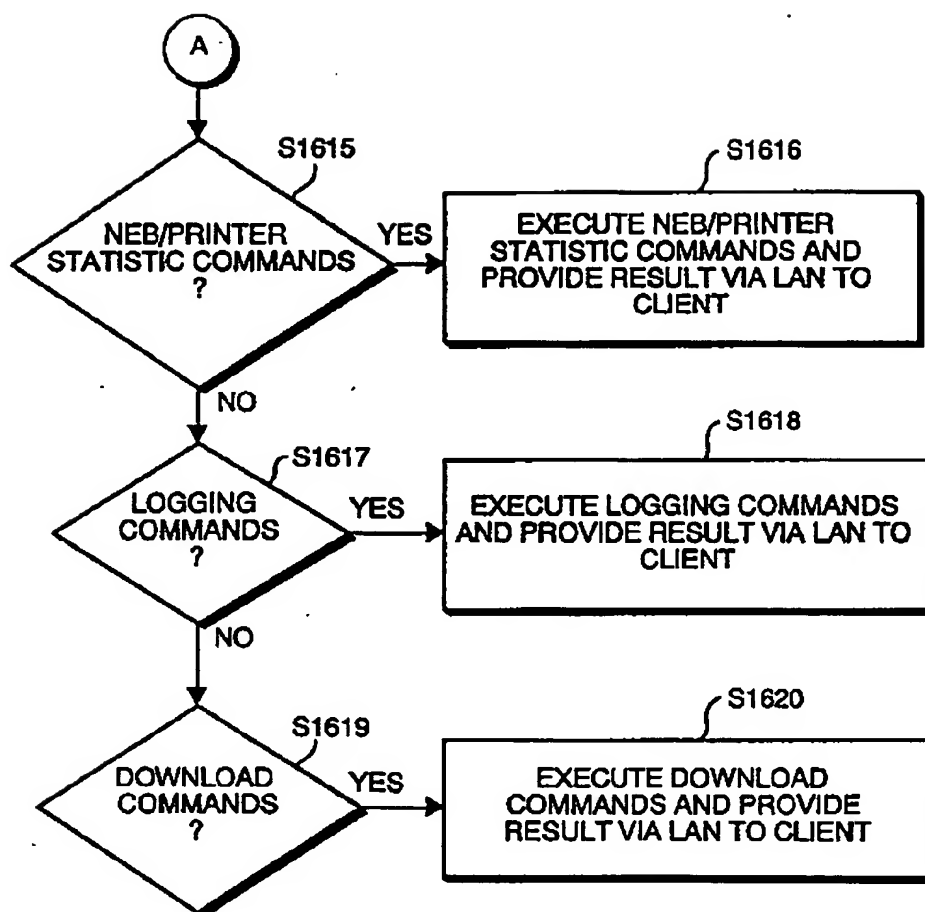 A
S1615
NEB/PRINTER
STATISTIC COMMANDS
?
YES
S1616
EXECUTE NEB/PRINTER
STATISTIC COMMANDS AND
PROVIDE RESULT VIA LAN TO
CLIENT
NO
S1617
LOGGING
COMMANDS
?
YES
S1618
EXECUTE LOGGING COMMANDS
AND PROVIDE RESULT VIA LAN TO
CLIENT
NO
S1619
DOWNLOAD
COMMANDS
?
YES
S1620
EXECUTE DOWNLOAD
COMMANDS AND PROVIDE
RESULT VIA LAN TO CLIENT